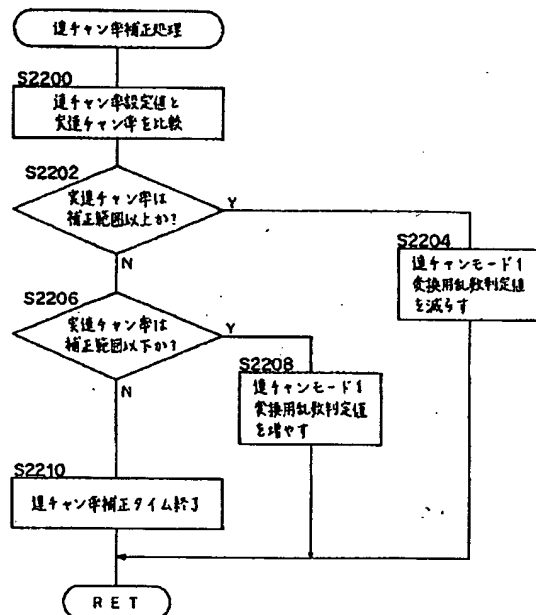 連チャン率補正処理
S2200
連チャン率設定値と
実連チャン率を比較
S2202
実連チャン率は
補正範囲以上か?
Y
N
S2204
連チャンモード1
変換用乱数判定値
を減らす
S2206
実連チャン率は
補正範囲以下か?
Y
N
S2208
連チャンモード1
変換用乱数判定値
を増やす
S2210
連チャン率補正タイム終了
RET